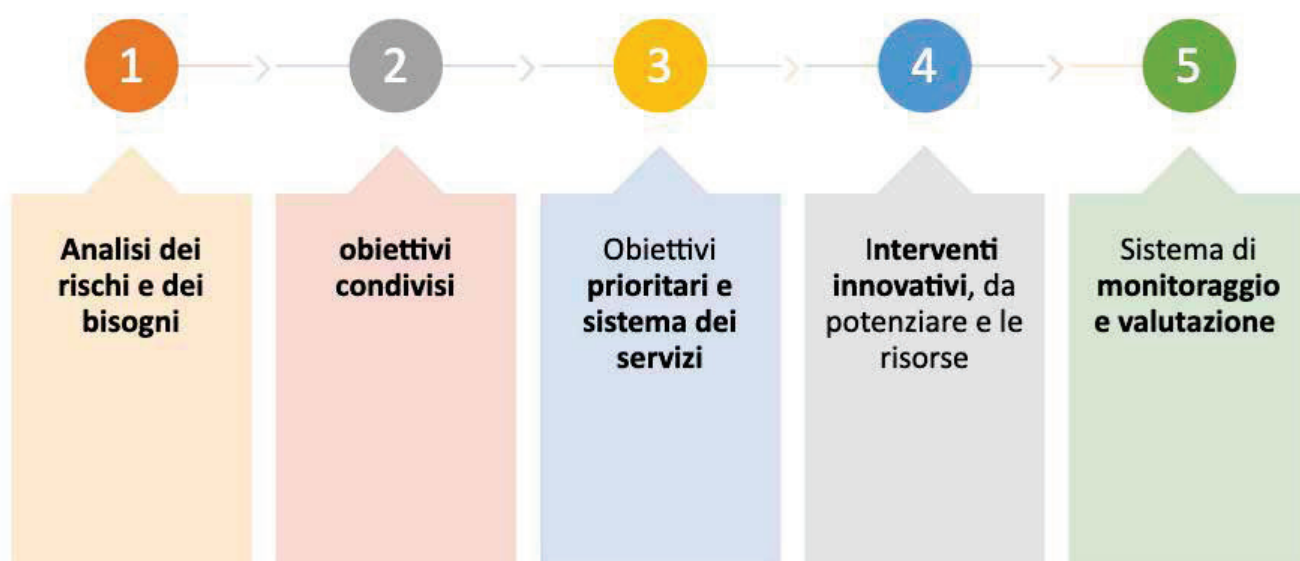 1
2
3
4
5
Analisi dei
rischi e dei
bisogni
obiettivi
condivisi
Obiettivi
prioritari e
sistema dei
servizi
Interventi
innovativi, da
potenziare e le
risorse
Sistema di
monitoraggio
e valutazione